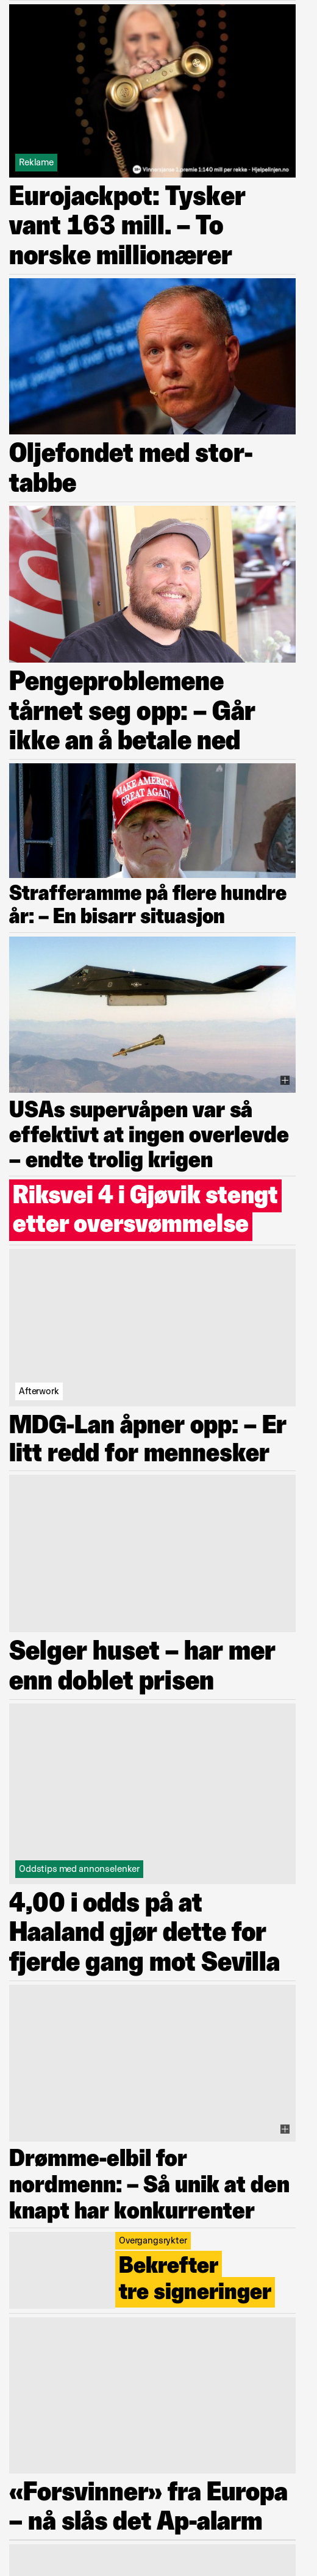 Reklame
Vinnersjanse 1.premie 1:140 mill per rekke - Hjelpelinjen.no
Eurojackpot: Tysker
vant 163 mill. – To
norske millionærer
Oljefondet med stor-
tabbe
Pengeproblemene
tårnet seg opp: – Går
ikke an å betale ned
MAKE AMERICA
GREAT AGAIN
Strafferamme på flere hundre
år: – En bisarr situasjon
USAs supervåpen var så
effektivt at ingen overlevde
– endte trolig krigen
Riksvei 4 i Gjøvik stengt
etter oversvømmelse
Afterwork
MDG-Lan åpner opp: – Er
litt redd for mennesker
Selger huset – har mer
enn doblet prisen
Oddstips med annonselenker
4,00 i odds på at
Haaland gjør dette for
fjerde gang mot Sevilla
Drømme-elbil for
nordmenn: – Så unik at den
knapt har konkurrenter
Overgangsrykter
Bekrefter
tre signeringer
«Forsvinner» fra Europa
– nå slås det Ap-alarm